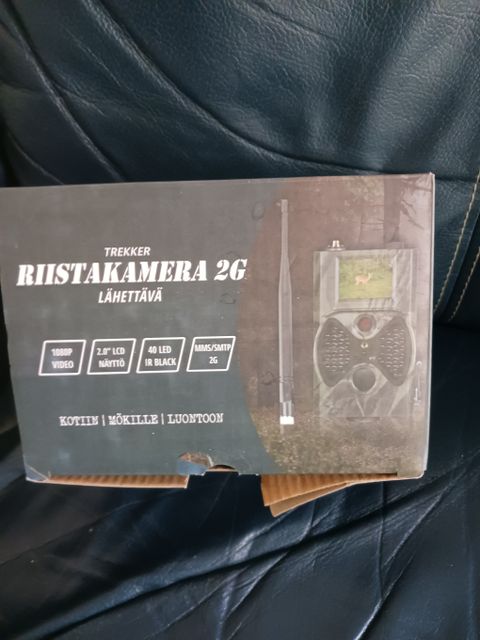 TREKKER
RIISTAKAMERA 2G
LÄHETTÄVÄ
1080P
VIDEO
2.0" LCD
NÄYTTÖ
40 LED
IR BLACK
MMS/SMTP
2G
KOTIIN | MÖKILLE | LUONTOON